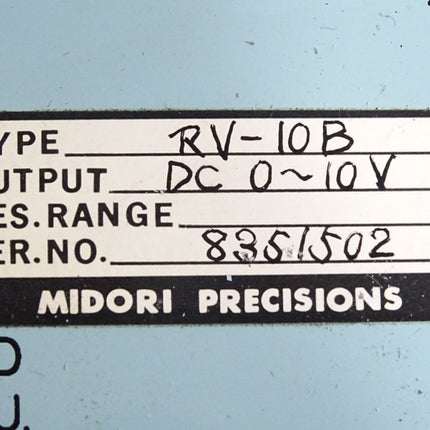 YPE RV-10B
UTPUT DC 0~10V
ES.RANGE
ER.NO. 8351502
MIDORI PRECISIONS